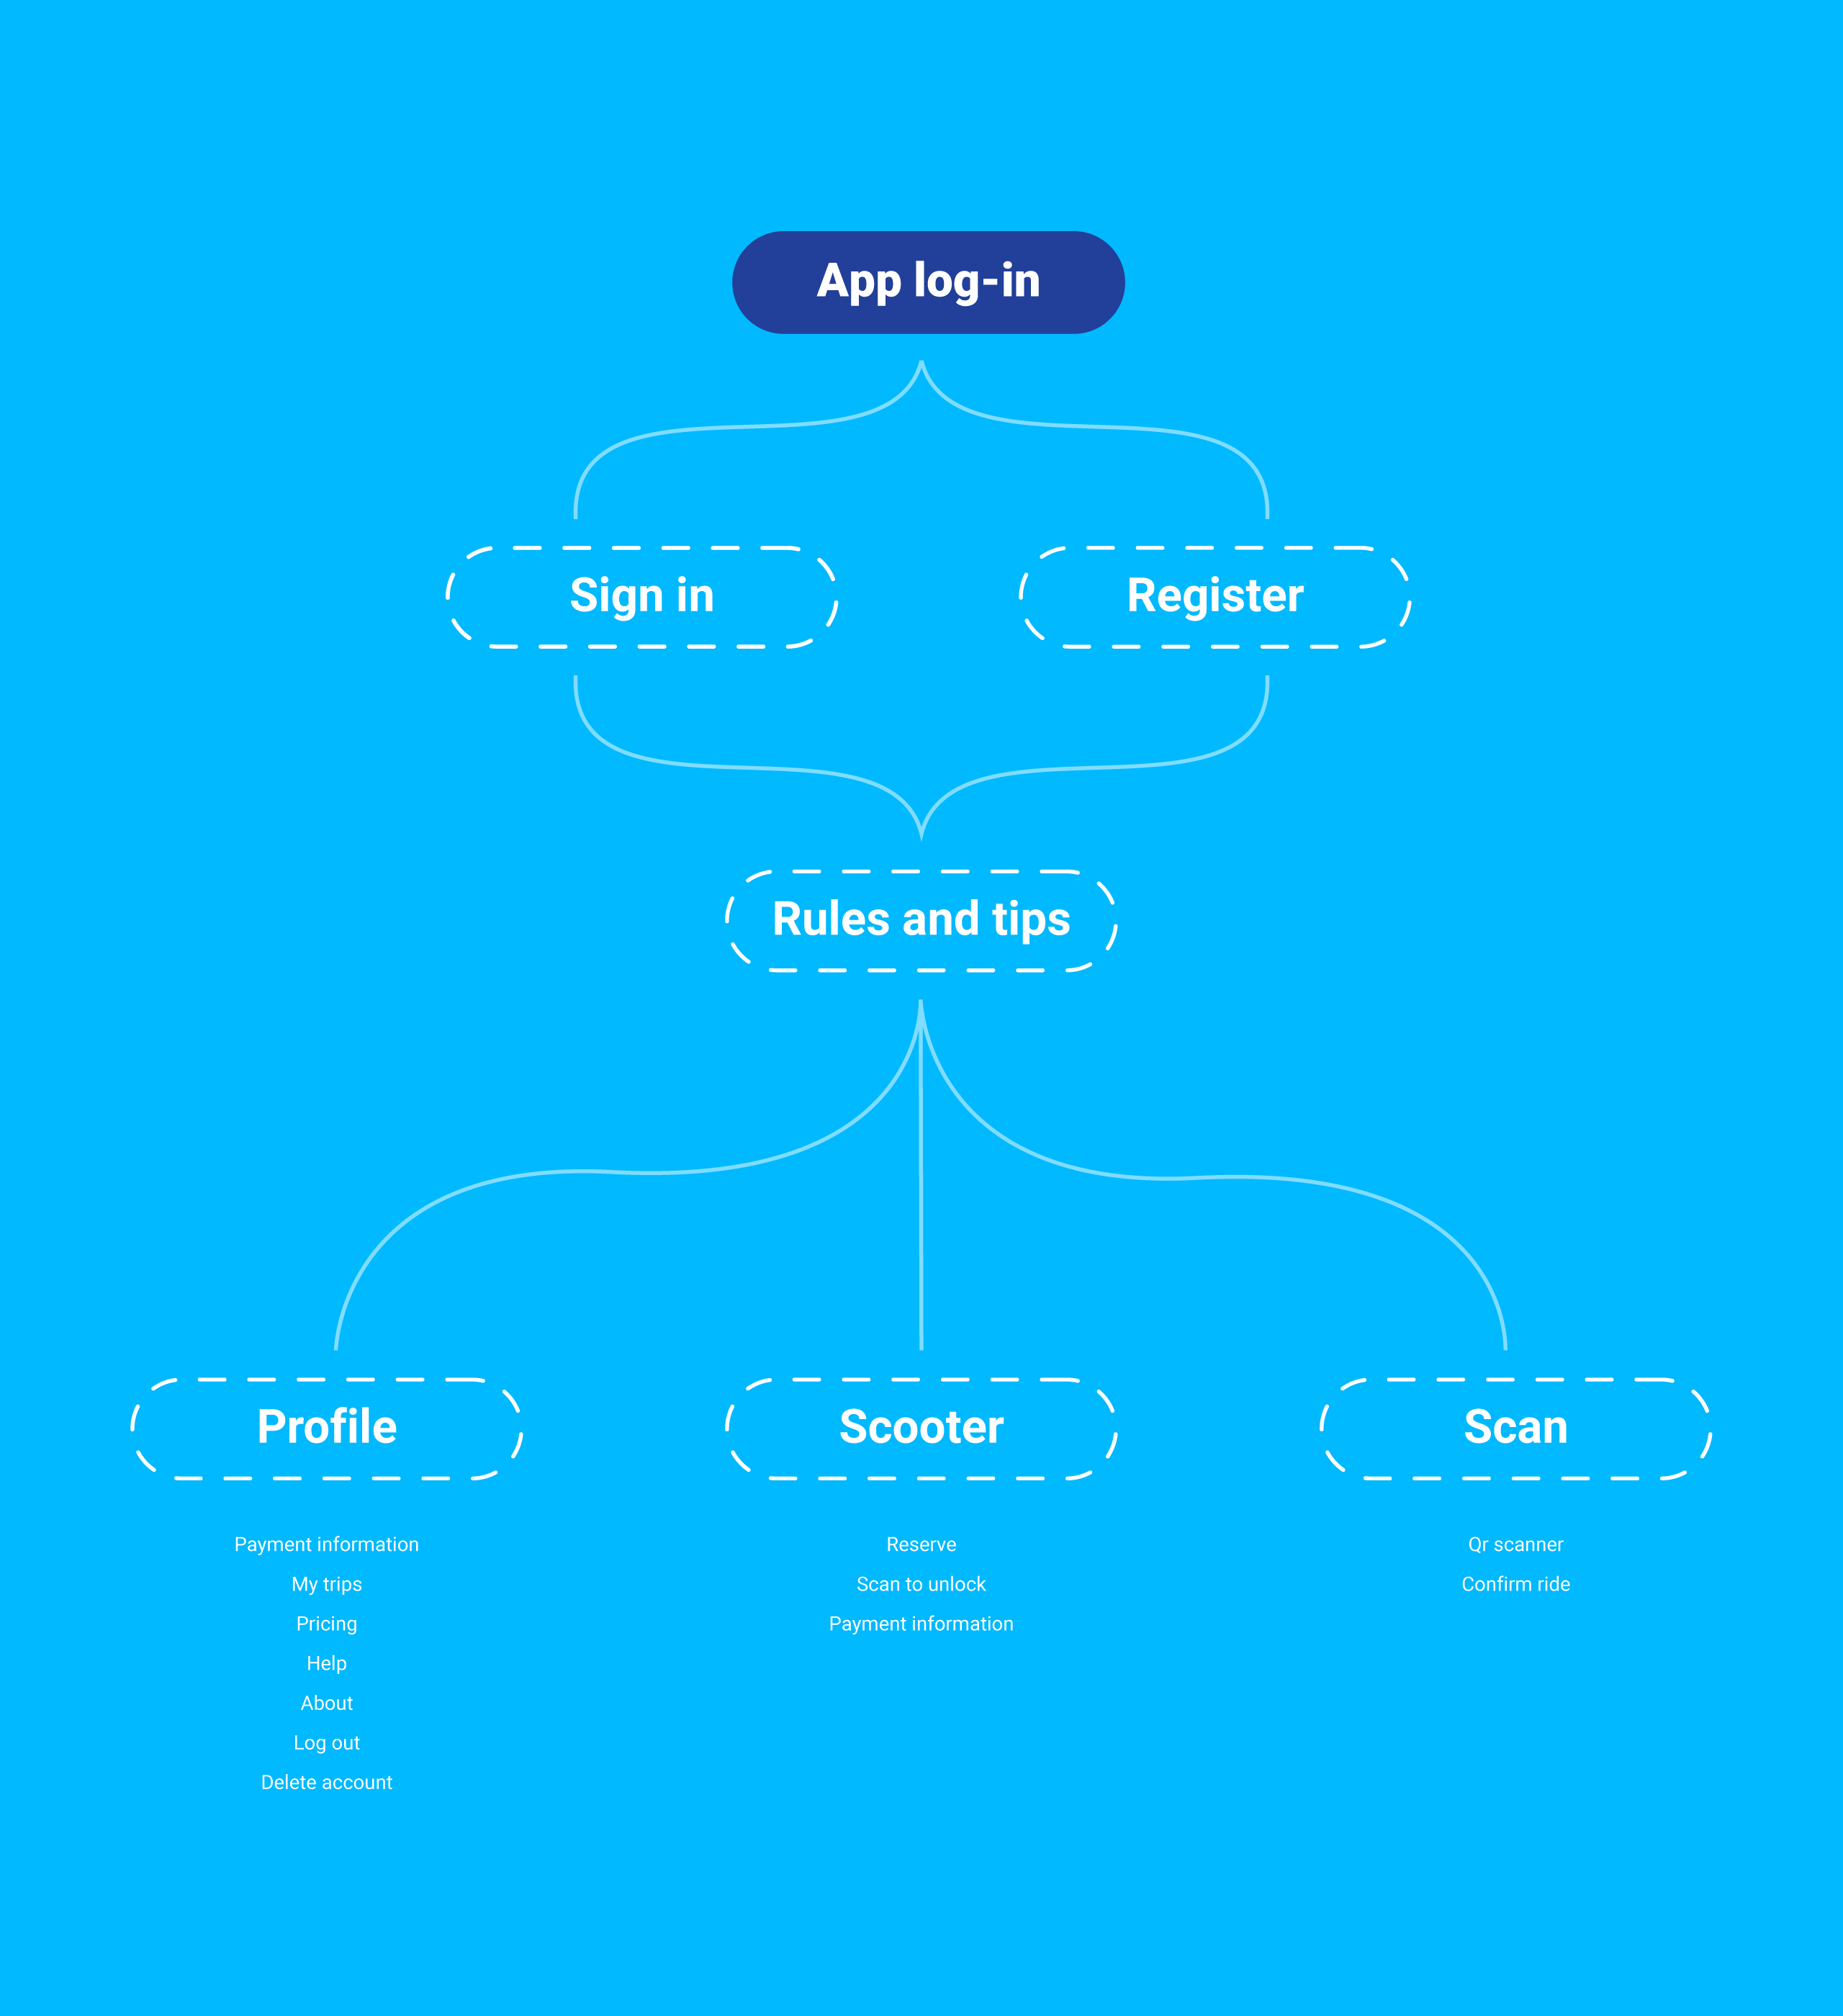 App log-in
Sign in
Register
Rules and tips
Profile
Scooter
Scan
Payment information
My trips
Pricing
Help
About
Log out
Delete account
Reserve
Scan to unlock
Payment information
Qr scanner
Confirm ride